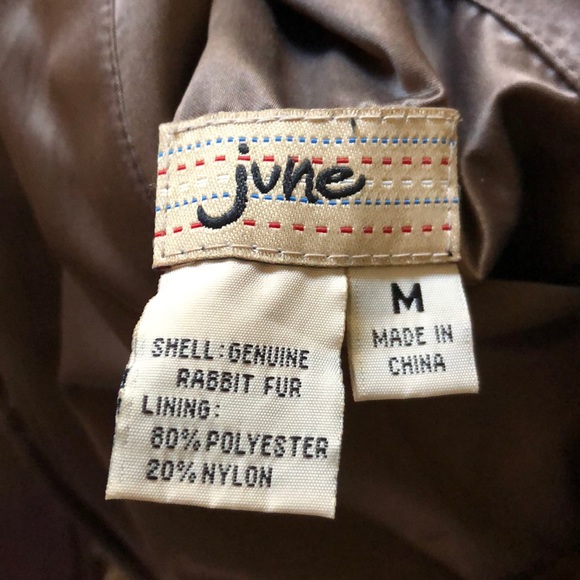 june
SHELL: GENUINE
RABBIT FUR
LINING:
80% POLYESTER
20% NYLON
M
MADE IN
CHINA